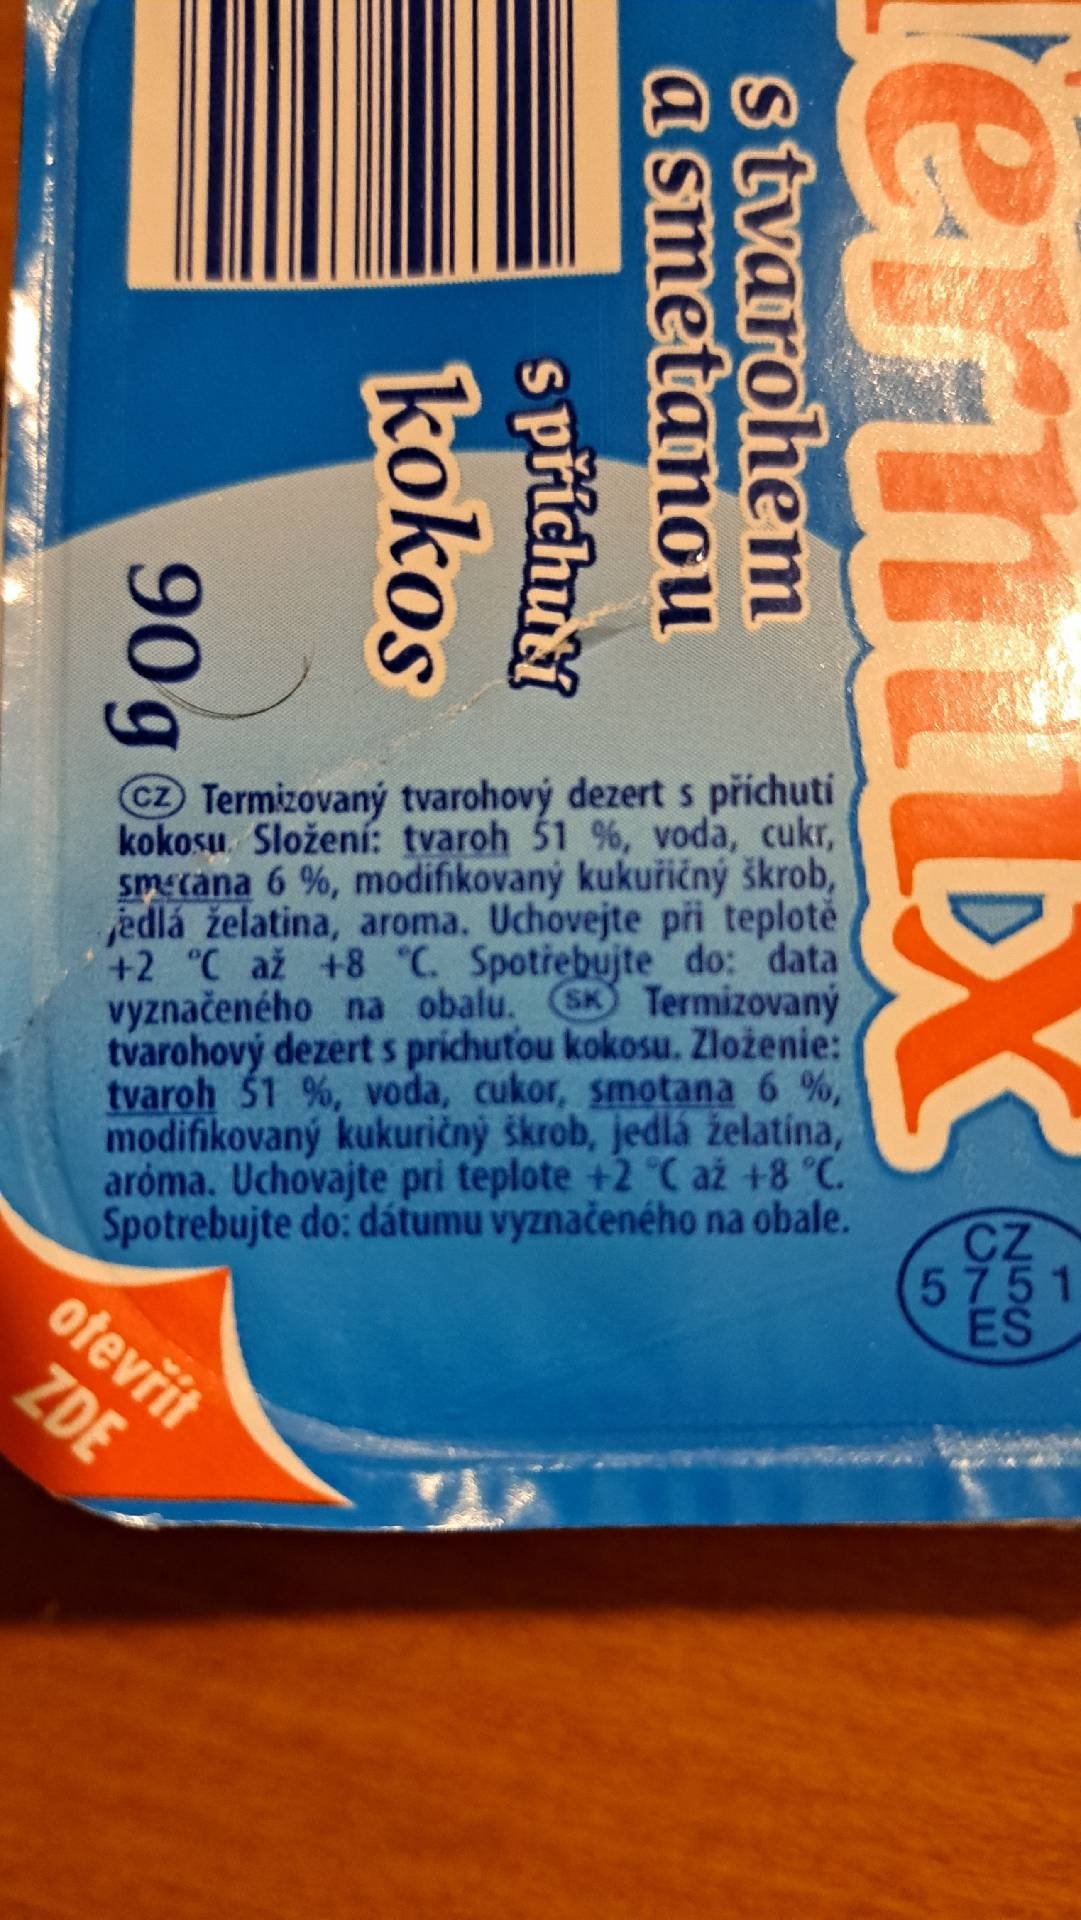 s tvarohem
a smetanou
s příchutí
kokos
90 g
CZ Termizovaný tvarohový dezert s příchutí
kokosu. Složení: tvaroh 51 %, voda, cukr,
smetana 6 %, modifikovaný kukuřičný škrob,
jedlá želatina, aroma. Uchovejte při teplotě
+2 °C až +8 °C. Spotřebujte do: data
vyznačeného na obalu. SK Termizovaný
tvarohový dezert s príchuťou kokosu. Zloženie:
tvaroh 51 %, voda, cukor, smotana 6 %,
modifikovaný kukuričný škrob, jedlá želatína,
aróma. Uchovajte pri teplote +2 °C až +8 °C.
Spotrebujte do: dátumu vyznačeného na obale.
CZ
5751
ES
otevřít
ZDE